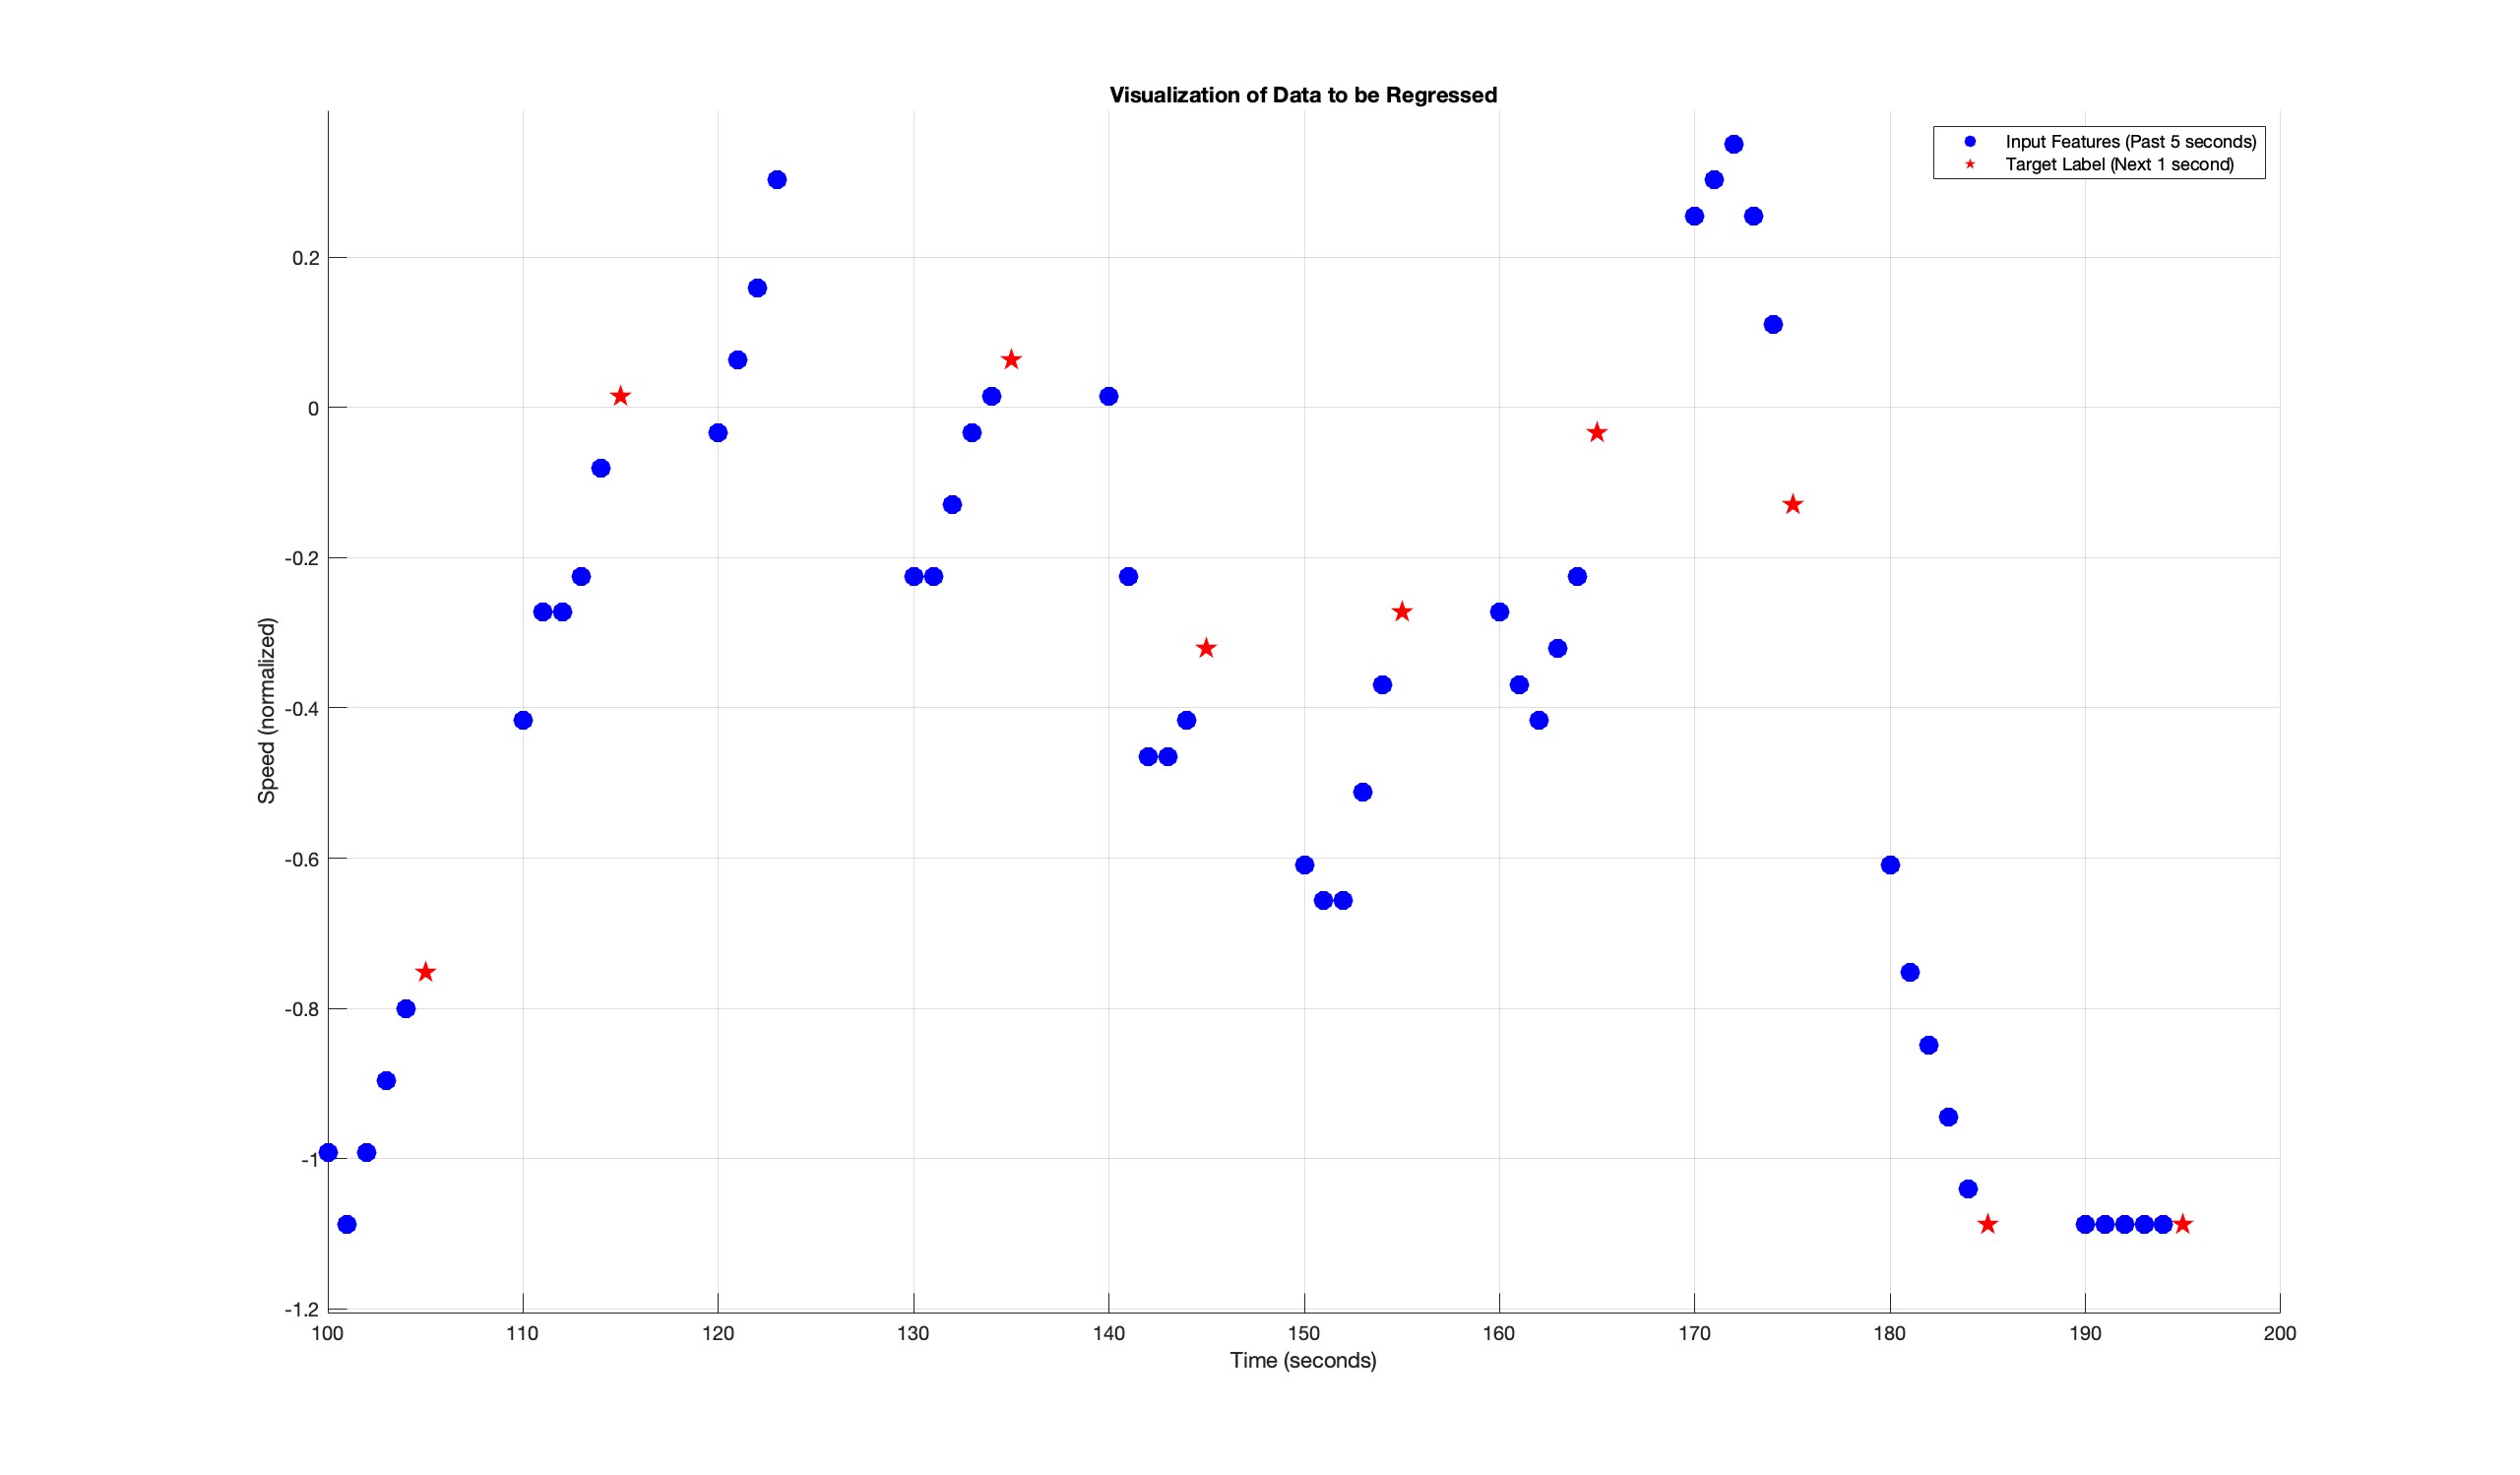 Visualization of Data to be Regressed
Input Features (Past 5 seconds)
Target Label (Next 1 second)
0.2
0
-0.2
-0.4
-0.6
-0.8
-1
-1.2
Speed (normalized)
100 110 120 130 140 150 160 170 180 190 200
Time (seconds)